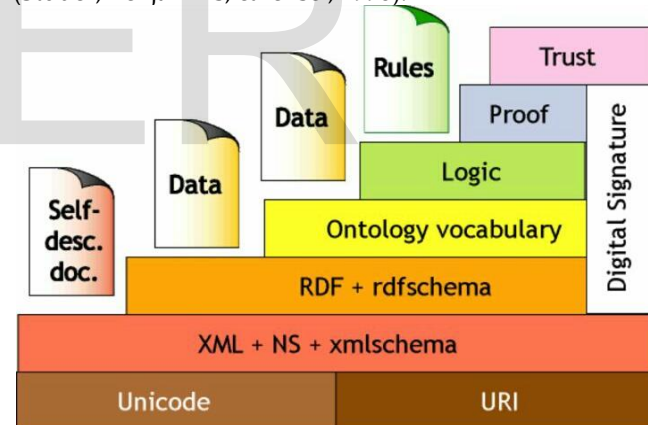 Rules
Trust
Data
Proof
Data
Logic
Self-
desc.
doc.
Ontology vocabulary
Digital Signature
RDF + rdfschema
XML + NS + xmlschema
Unicode
URI